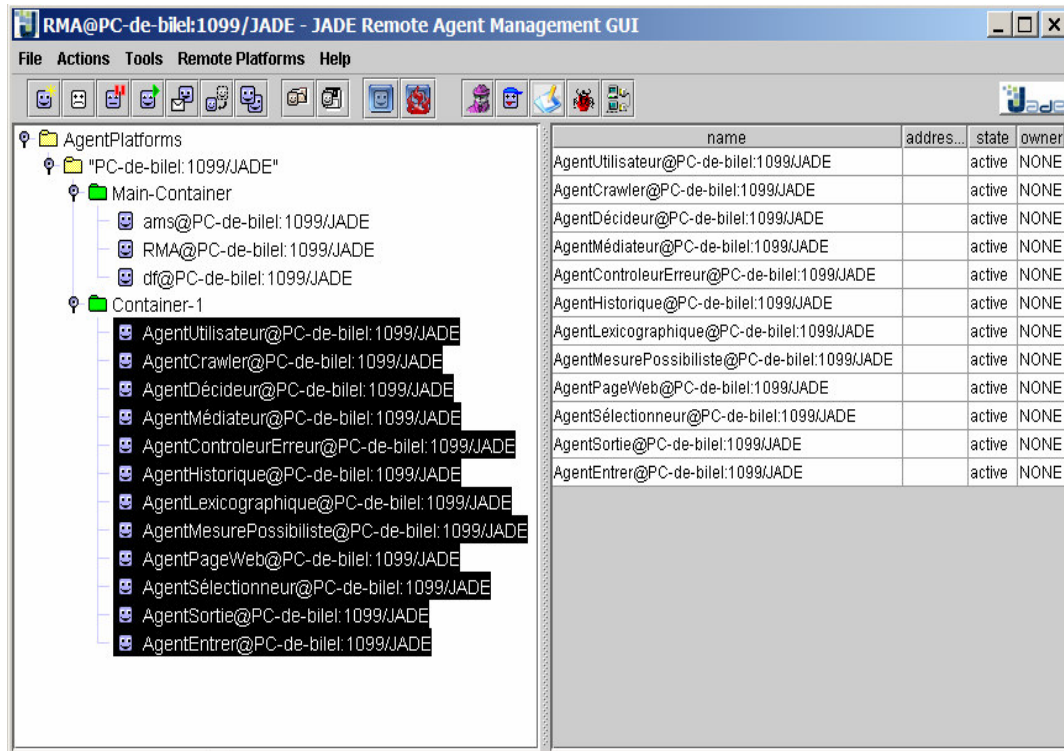 RMA@PC-de-bilel:1099/JADE - JADE Remote Agent Management GUI
File Actions Tools Remote Platforms Help
Jade
AgentPlatforms
"PC-de-bilel:1099/JADE"
Main-Container
ams@PC-de-bilel:1099/JADE
RMA@PC-de-bilel:1099/JADE
df@PC-de-bilel:1099/JADE
Container-1
AgentUtilisateur@PC-de-bilel:1099/JADE
AgentCrawler@PC-de-bilel:1099/JADE
AgentDécideur@PC-de-bilel:1099/JADE
AgentMédiateur@PC-de-bilel:1099/JADE
AgentControleurErreur@PC-de-bilel:1099/JADE
AgentHistorique@PC-de-bilel:1099/JADE
AgentLexicographique@PC-de-bilel:1099/JADE
AgentMesurePossibiliste@PC-de-bilel:1099/JADE
AgentPageWeb@PC-de-bilel:1099/JADE
AgentSélectionneur@PC-de-bilel:1099/JADE
AgentSortie@PC-de-bilel:1099/JADE
AgentEntrer@PC-de-bilel:1099/JADE
name addres... state owner
AgentUtilisateur@PC-de-bilel:1099/JADE active NONE
AgentCrawler@PC-de-bilel:1099/JADE active NONE
AgentDécideur@PC-de-bilel:1099/JADE active NONE
AgentMédiateur@PC-de-bilel:1099/JADE active NONE
AgentControleurErreur@PC-de-bilel:1099/JADE active NONE
AgentHistorique@PC-de-bilel:1099/JADE active NONE
AgentLexicographique@PC-de-bilel:1099/JADE active NONE
AgentMesurePossibiliste@PC-de-bilel:1099/JADE active NONE
AgentPageWeb@PC-de-bilel:1099/JADE active NONE
AgentSélectionneur@PC-de-bilel:1099/JADE active NONE
AgentSortie@PC-de-bilel:1099/JADE active NONE
AgentEntrer@PC-de-bilel:1099/JADE active NONE